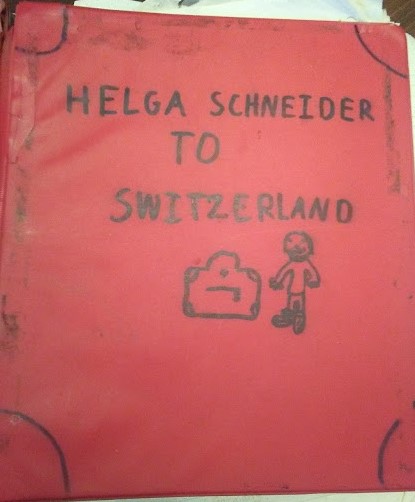 HELGA SCHNEIDER
TO
SWITZERLAND